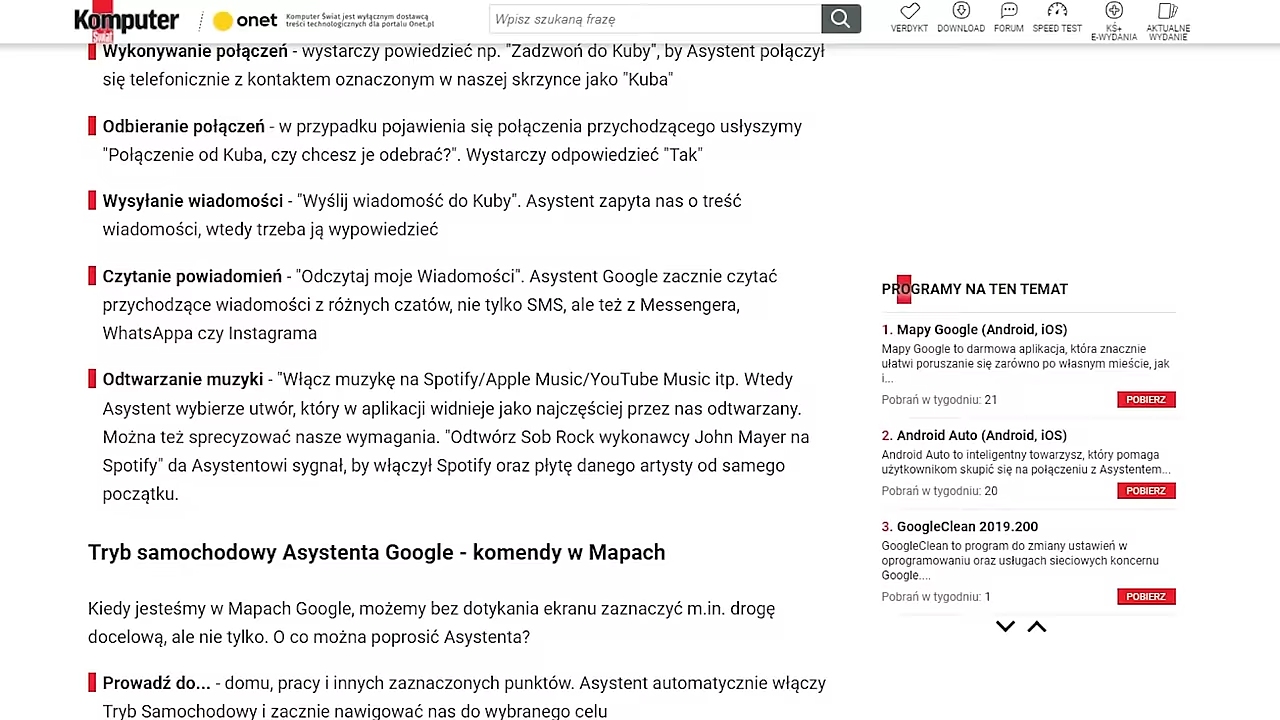 Komputer
Świat
onet
Komputer Świat jest wyłącznym dostawcą
treści technologicznych dla portalu Onet.pl
Wpisz szukaną frazę
VERDYKT
DOWNLOAD
FORUM
SPEED TEST
KŚ+
E-WYDANIA
AKTUALNE
WYDANIE
Wykonywanie połączeń - wystarczy powiedzieć np. "Zadzwoń do Kuby", by Asystent połączył
się telefonicznie z kontaktem oznaczonym w naszej skrzynce jako "Kuba"
Odbieranie połączeń - w przypadku pojawienia się połączenia przychodzącego usłyszymy
"Połączenie od Kuba, czy chcesz je odebrać?". Wystarczy odpowiedzieć "Tak"
Wysyłanie wiadomości - "Wyślij wiadomość do Kuby". Asystent zapyta nas o treść
wiadomości, wtedy trzeba ją wypowiedzieć
Czytanie powiadomień - "Odczytaj moje Wiadomości". Asystent Google zacznie czytać
przychodzące wiadomości z różnych czatów, nie tylko SMS, ale też z Messengera,
WhatsAppa czy Instagrama
Odtwarzanie muzyki - "Włącz muzykę na Spotify/Apple Music/YouTube Music itp. Wtedy
Asystent wybierze utwór, który w aplikacji widnieje jako najczęściej przez nas odtwarzany.
Można też sprecyzować nasze wymagania. "Odtwórz Sob Rock wykonawcy John Mayer na
Spotify" da Asystentowi sygnał, by włączył Spotify oraz płytę danego artysty od samego
początku.
Tryb samochodowy Asystenta Google - komendy w Mapach
Kiedy jesteśmy w Mapach Google, możemy bez dotykania ekranu zaznaczyć m.in. drogę
docelową, ale nie tylko. O co można poprosić Asystenta?
Prowadź do... - domu, pracy i innych zaznaczonych punktów. Asystent automatycznie włączy
Tryb Samochodowy i zacznie nawigować nas do wybranego celu
PROGRAMY NA TEN TEMAT
1. Mapy Google (Android, iOS)
Mapy Google to darmowa aplikacja, która znacznie
ułatwi poruszanie się zarówno po własnym mieście, jak
i...
Pobrań w tygodniu: 21
POBIERZ
2. Android Auto (Android, iOS)
Android Auto to inteligentny towarzysz, który pomaga
użytkownikom skupić się na połączeniu z Asystentem...
Pobrań w tygodniu: 20
POBIERZ
3. GoogleClean 2019.200
GoogleClean to program do zmiany ustawień w
oprogramowaniu oraz usługach sieciowych koncernu
Google....
Pobrań w tygodniu: 1
POBIERZ